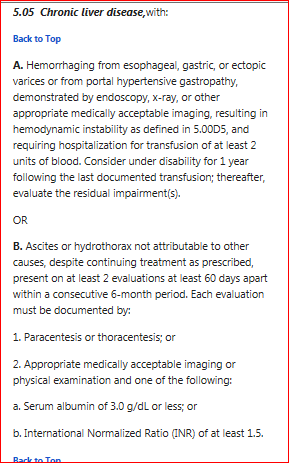 5.05 Chronic liver disease,with:
Back to Top
A. Hemorrhaging from esophageal, gastric, or ectopic
varices or from portal hypertensive gastropathy,
demonstrated by endoscopy, x-ray, or other
appropriate medically acceptable imaging, resulting in
hemodynamic instability as defined in 5.00D5, and
requiring hospitalization for transfusion of at least 2
units of blood. Consider under disability for 1 year
following the last documented transfusion; thereafter,
evaluate the residual impairment(s).
OR
B. Ascites or hydrothorax not attributable to other
causes, despite continuing treatment as prescribed,
present on at least 2 evaluations at least 60 days apart
within a consecutive 6-month period. Each evaluation
must be documented by:
1. Paracentesis or thoracentesis; or
2. Appropriate medically acceptable imaging or
physical examination and one of the following:
a. Serum albumin of 3.0 g/dL or less; or
b. International Normalized Ratio (INR) of at least 1.5.
Back to Top